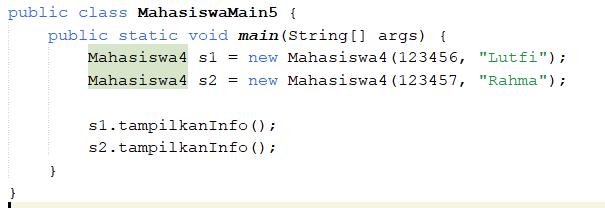 public class MahasiswaMain5 {
public static void main(String[] args) {
Mahasiswa4 s1 = new Mahasiswa4(123456, "Lutfi");
Mahasiswa4 s2 = new Mahasiswa4(123457, "Rahma");
s1.tampilkanInfo();
s2.tampilkanInfo();
}
}